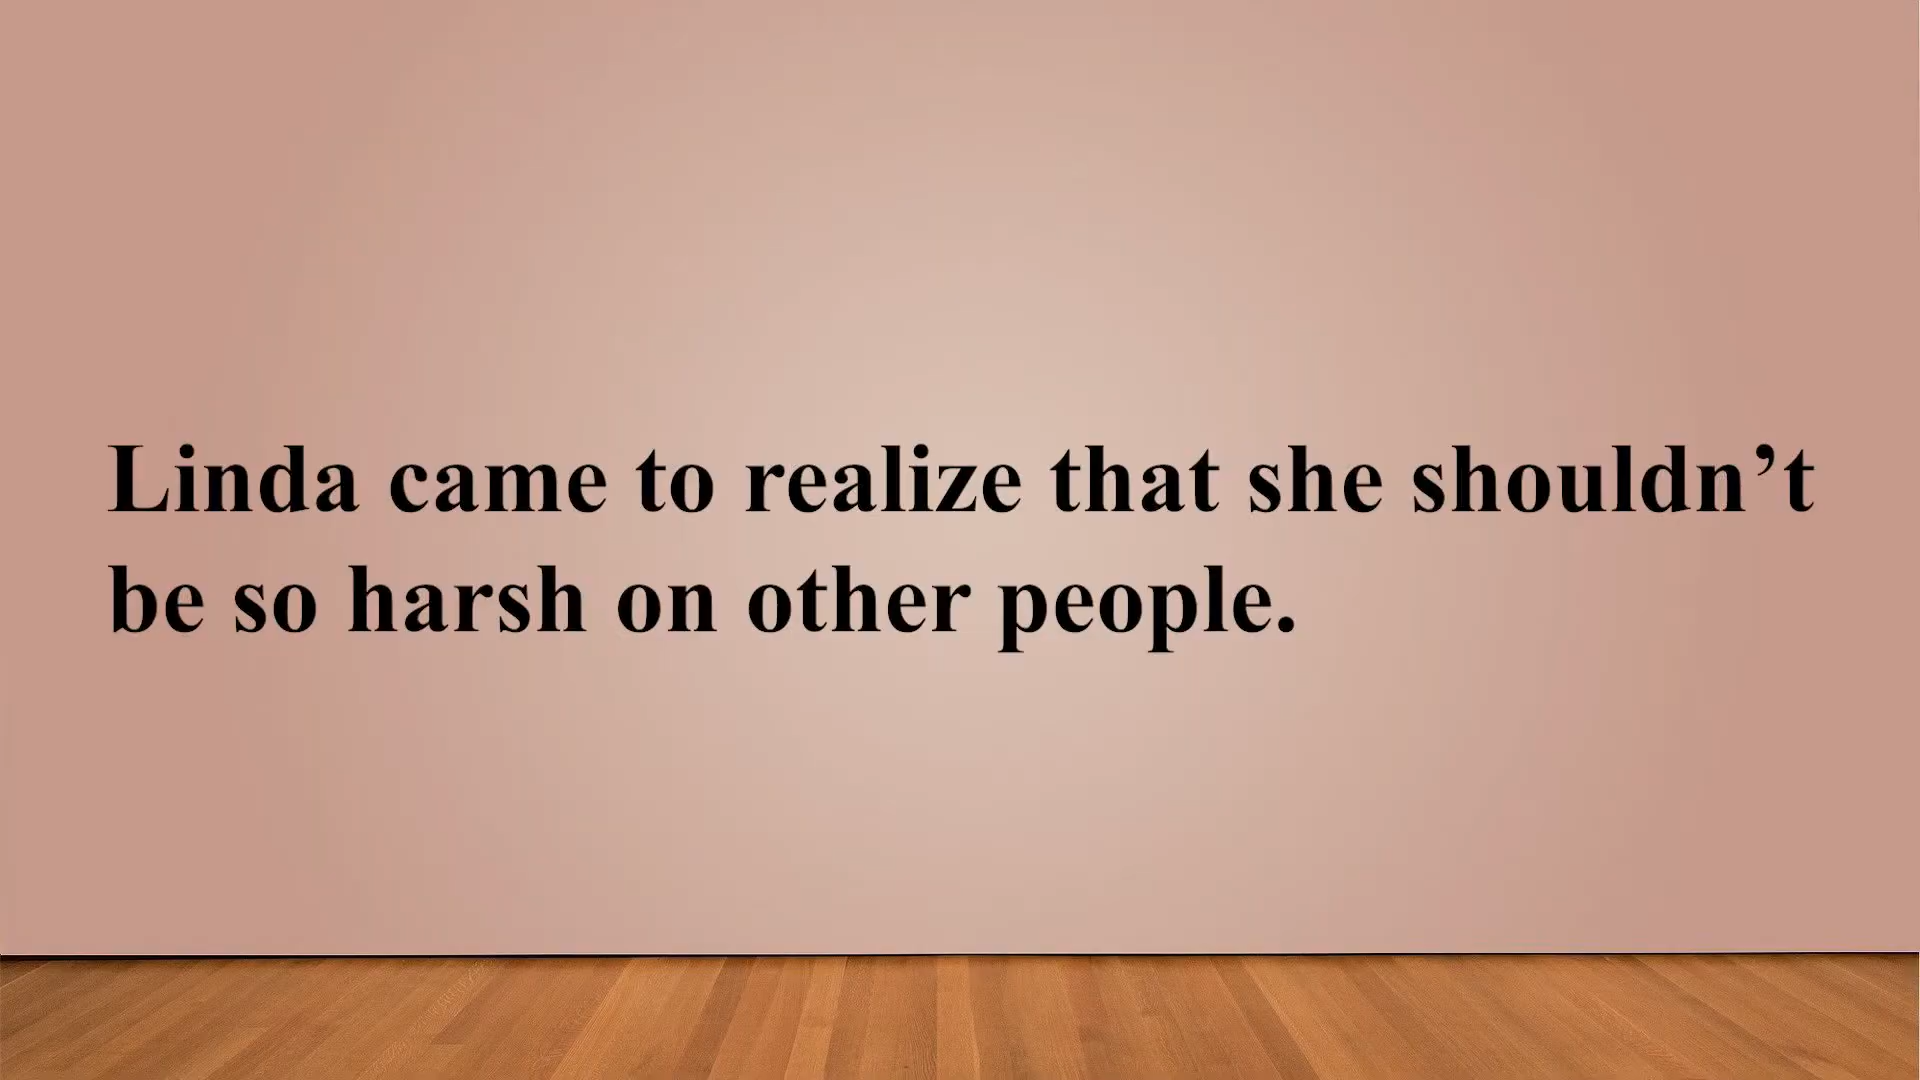 Linda came to realize that she shouldn’t
be so harsh on other people.